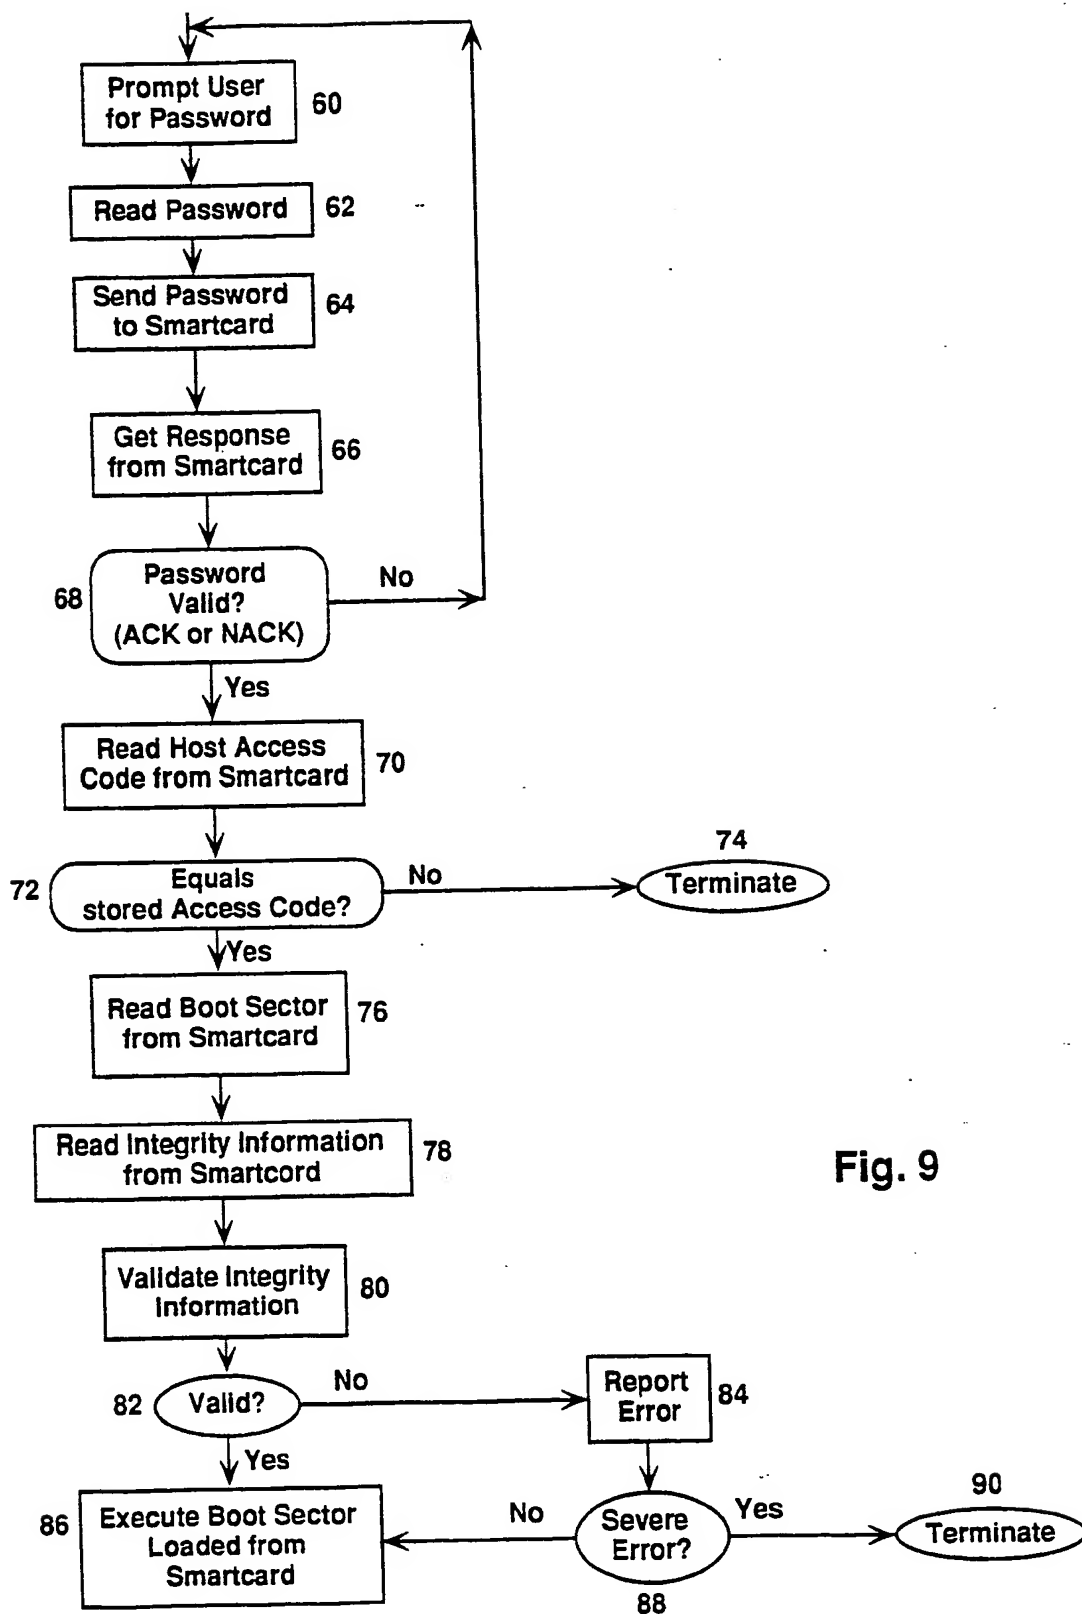 Prompt User
for Password
60
Read Password
62
Send Password
to Smartcard
64
Get Response
from Smartcard
66
68
Password
Valid?
(ACK or NACK)
No
Yes
Read Host Access
Code from Smartcard
70
72
Equals
stored Access Code?
No
74
Terminate
Yes
Read Boot Sector
from Smartcard
76
Read Integrity Information
from Smartcord
78
Fig. 9
Validate Integrity
Information
80
82
Valid?
No
Report
Error
84
Yes
86
Execute Boot Sector
Loaded from
Smartcard
No
Severe
Error?
88
Yes
90
Terminate